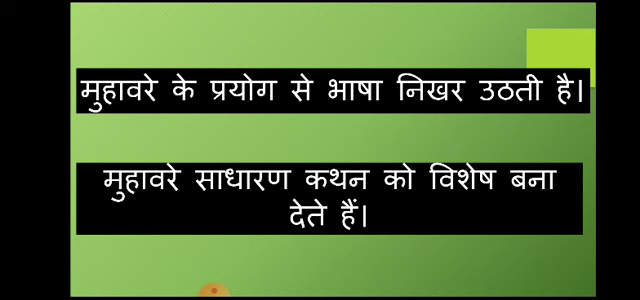 मुहावरे के प्रयोग से भाषा निखर उठती है।
मुहावरे साधारण कथन को विशेष बना
देते हैं।